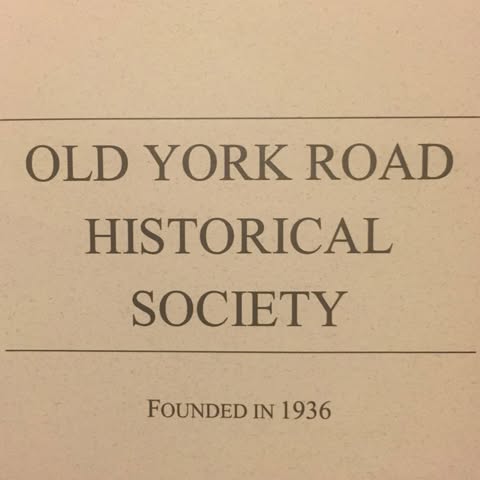 OLD YORK ROAD
HISTORICAL
SOCIETY
FOUNDED IN 1936